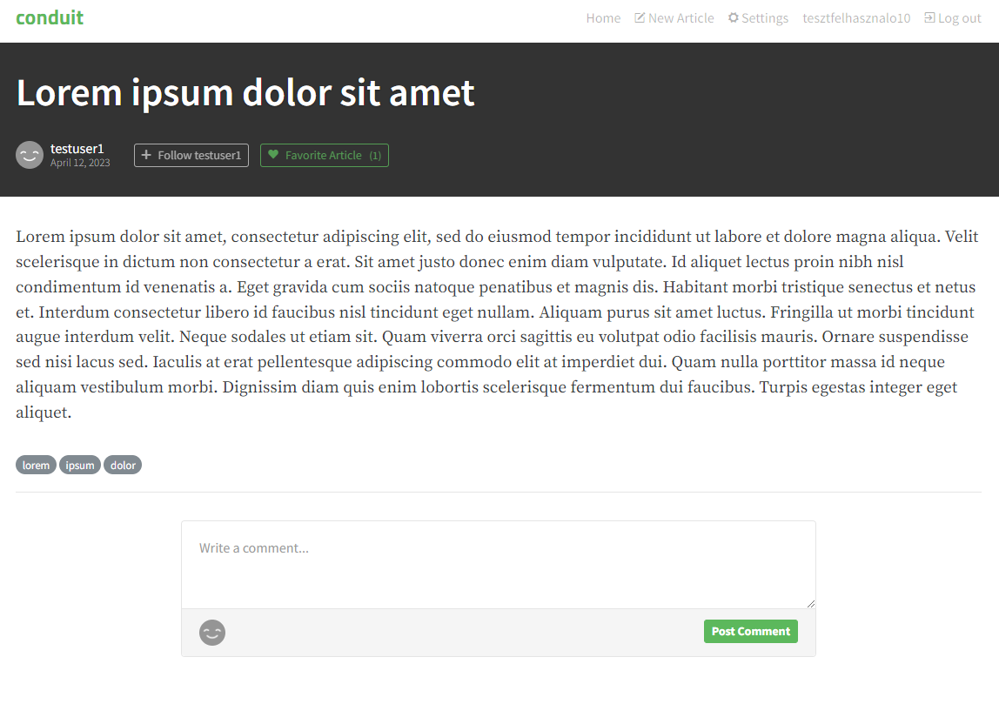 conduit
Home New Article Settings tesztfelhasznalo10 Log out
Lorem ipsum dolor sit amet
testuser1
April 12, 2023
Follow testuser1
Favorite Article (1)
Lorem ipsum dolor sit amet, consectetur adipiscing elit, sed do eiusmod tempor incididunt ut labore et dolore magna aliqua. Velit
scelerisque in dictum non consectetur a erat. Sit amet justo donec enim diam vulputate. Id aliquet lectus proin nibh nisl
condimentum id venenatis a. Eget gravida cum sociis natoque penatibus et magnis dis. Habitant morbi tristique senectus et netus
et. Interdum consectetur libero id faucibus nisl tincidunt eget nullam. Aliquam purus sit amet luctus. Fringilla ut morbi tincidunt
augue interdum velit. Neque sodales ut etiam sit. Quam viverra orci sagittis eu volutpat odio facilisis mauris. Ornare suspendisse
sed nisi lacus sed. Iaculis at erat pellentesque adipiscing commodo elit at imperdiet dui. Quam nulla porttitor massa id neque
aliquam vestibulum morbi. Dignissim diam quis enim lobortis scelerisque fermentum dui faucibus. Turpis egestas integer eget
aliquet.
lorem ipsum dolor
Write a comment...
Post Comment